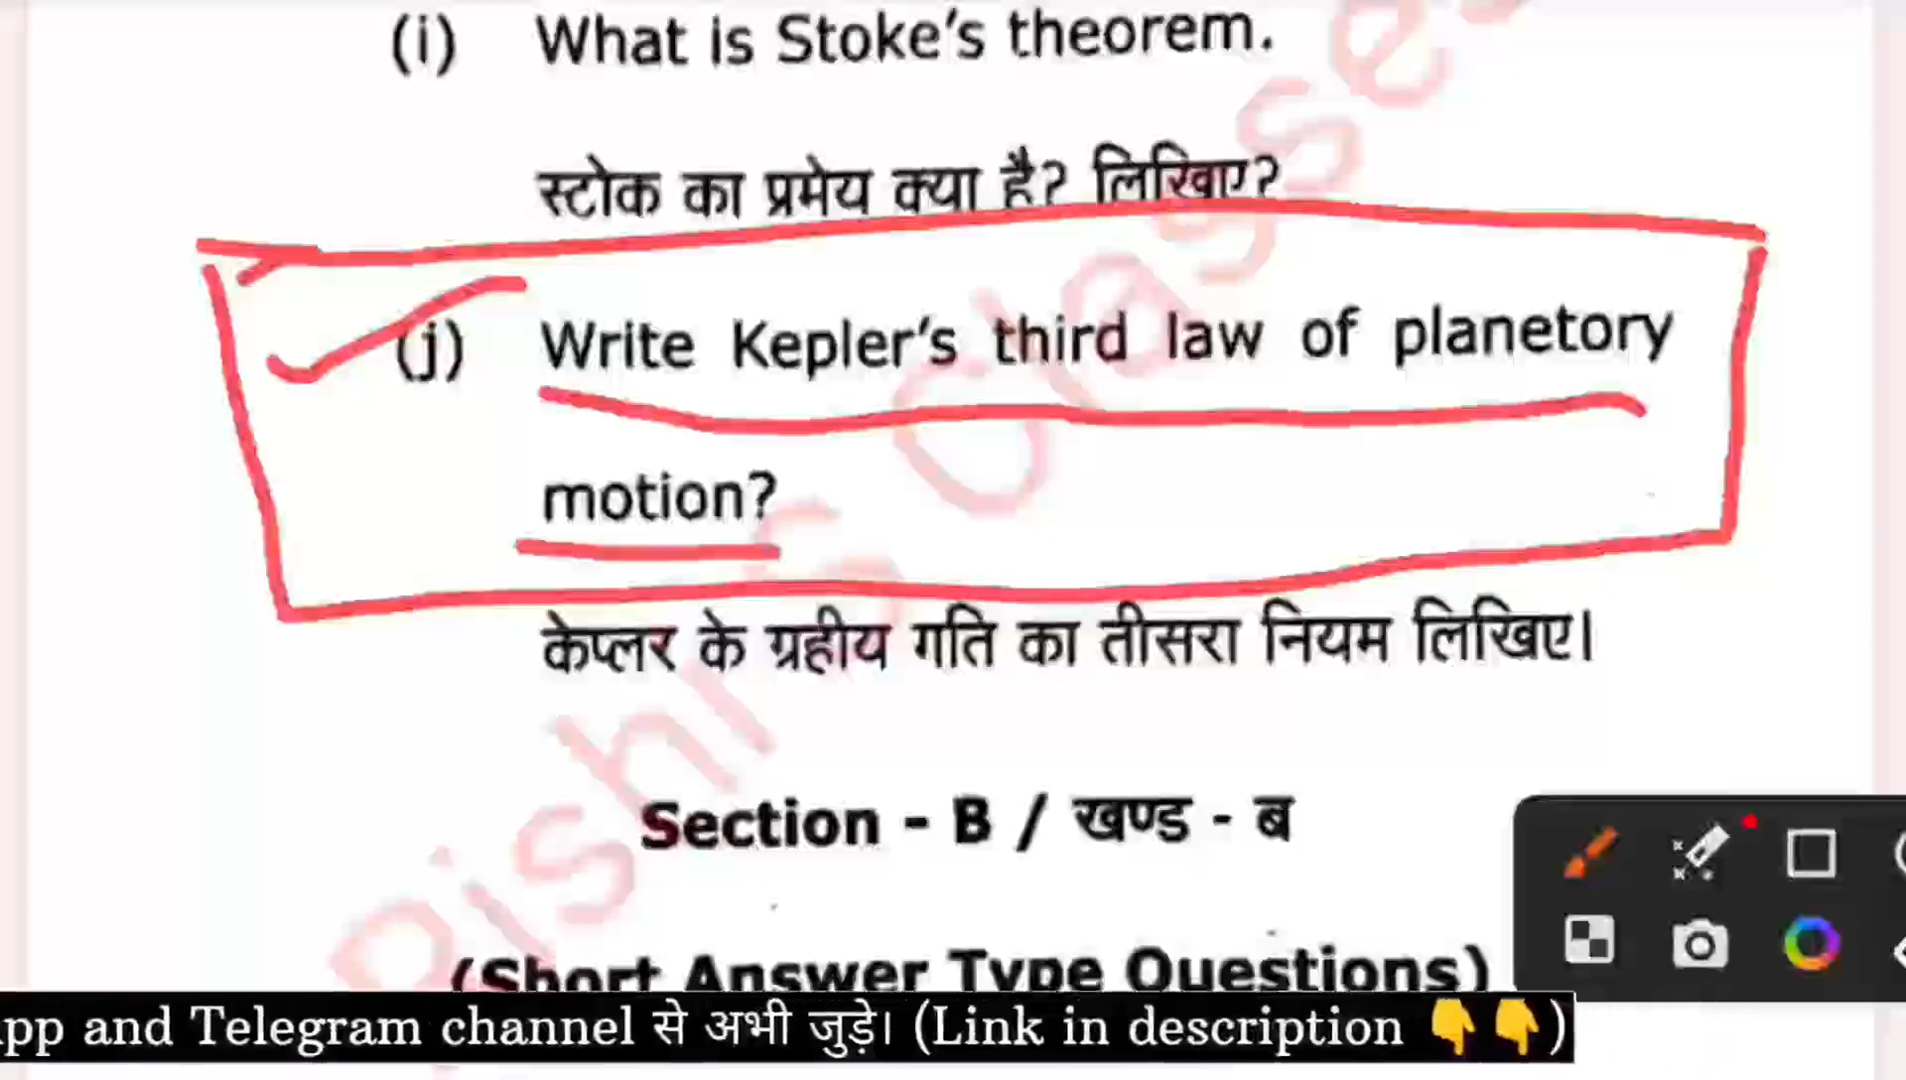 (i) What is Stoke's theorem.
स्टोक का प्रमेय क्या है? लिखिए?
(j) Write Kepler's third law of planetory
motion?
केप्लर के ग्रहीय गति का तीसरा नियम लिखिए।
Section - B / खण्ड - ब
(Short Answer Type Questions)
pp and Telegram channel से अभी जुड़े। (Link in description 👇👇)
Classes